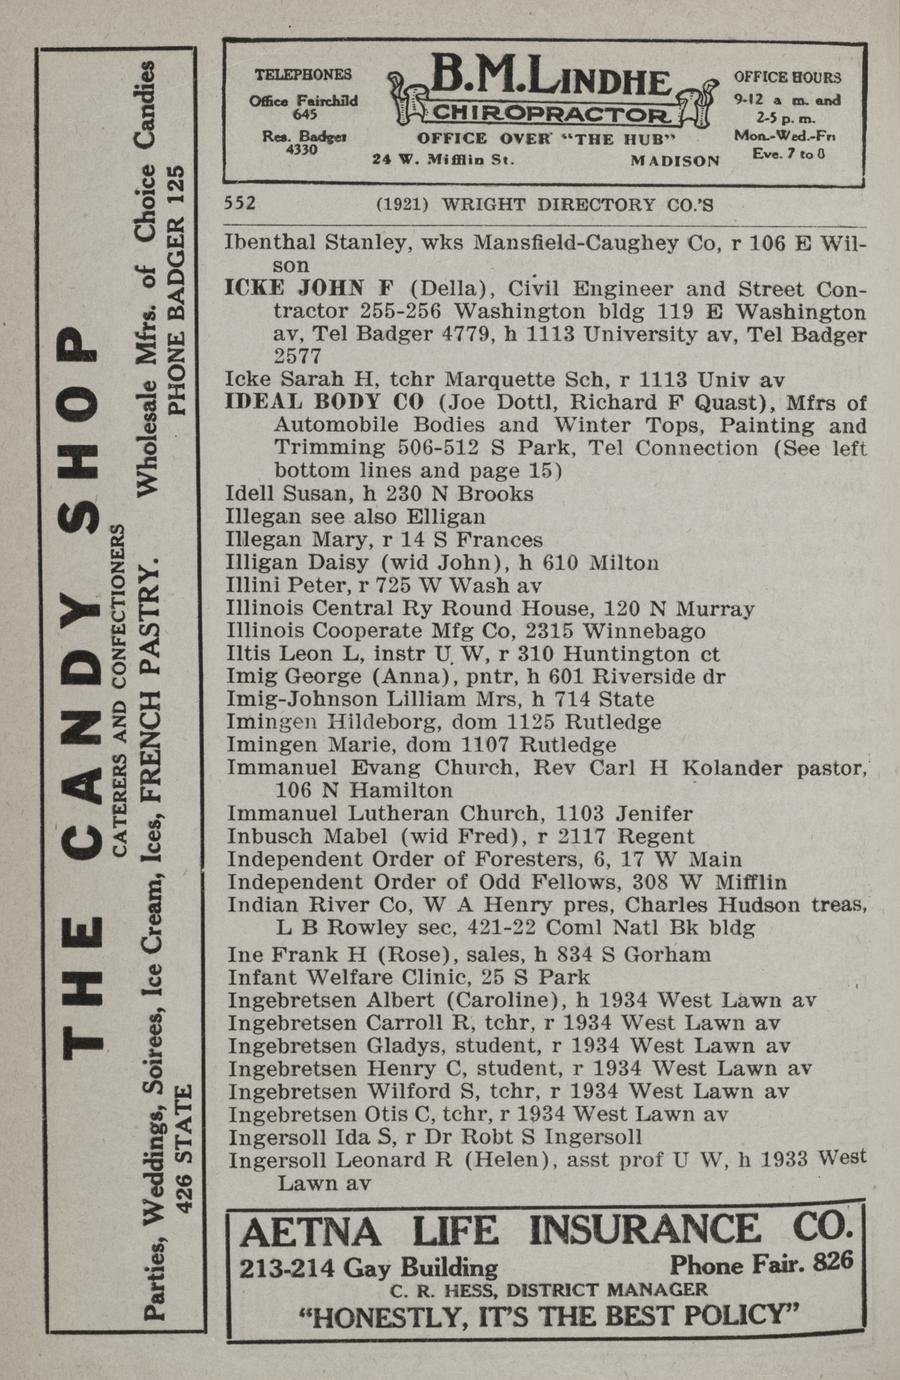 THE CANDY SHOP
CATERERS AND CONFECTIONERS
Parties, Weddings, Soirees, Ice Cream, Ices, FRENCH PASTRY. Wholesale Mfrs. of Choice Candies
426 STATE PHONE BADGER 125
TELEPHONES
Office Fairchild
645
Res. Badger
4330
B.M.LINDHE
CHIROPRACTOR
OFFICE OVER "THE HUB"
24 W. Mifflin St. MADISON
OFFICE HOURS
9-12 a m. and
2-5 p. m.
Mon.-Wed.-Fri
Eve. 7 to 8
552 (1921) WRIGHT DIRECTORY CO.'S
Ibenthal Stanley, wks Mansfield-Caughey Co, r 106 E Wil-
son
ICKE JOHN F (Della), Civil Engineer and Street Con-
tractor 255-256 Washington bldg 119 E Washington
av, Tel Badger 4779, h 1113 University av, Tel Badger
2577
Icke Sarah H, tchr Marquette Sch, r 1113 Univ av
IDEAL BODY CO (Joe Dottl, Richard F Quast), Mfrs of
Automobile Bodies and Winter Tops, Painting and
Trimming 506-512 S Park, Tel Connection (See left
bottom lines and page 15)
Idell Susan, h 230 N Brooks
Illegan see also Elligan
Illegan Mary, r 14 S Frances
Illigan Daisy (wid John), h 610 Milton
Illini Peter, r 725 W Wash av
Illinois Central Ry Round House, 120 N Murray
Illinois Cooperate Mfg Co, 2315 Winnebago
Iltis Leon L, instr U W, r 310 Huntington ct
Imig George (Anna), pntr, h 601 Riverside dr
Imig-Johnson Lilliam Mrs, h 714 State
Imingen Hildeborg, dom 1125 Rutledge
Imingen Marie, dom 1107 Rutledge
Immanuel Evang Church, Rev Carl H Kolander pastor,
106 N Hamilton
Immanuel Lutheran Church, 1103 Jenifer
Inbusch Mabel (wid Fred), r 2117 Regent
Independent Order of Foresters, 6, 17 W Main
Independent Order of Odd Fellows, 308 W Mifflin
Indian River Co, W A Henry pres, Charles Hudson treas,
L B Rowley sec, 421-22 Coml Natl Bk bldg
Ine Frank H (Rose), sales, h 834 S Gorham
Infant Welfare Clinic, 25 S Park
Ingebretsen Albert (Caroline), h 1934 West Lawn av
Ingebretsen Carroll R, tchr, r 1934 West Lawn av
Ingebretsen Gladys, student, r 1934 West Lawn av
Ingebretsen Henry C, student, r 1934 West Lawn av
Ingebretsen Wilford S, tchr, r 1934 West Lawn av
Ingebretsen Otis C, tchr, r 1934 West Lawn av
Ingersoll Ida S, r Dr Robt S Ingersoll
Ingersoll Leonard R (Helen), asst prof U W, h 1933 West
Lawn av
AETNA LIFE INSURANCE CO.
213-214 Gay Building Phone Fair. 826
C. R. HESS, DISTRICT MANAGER
"HONESTLY, IT'S THE BEST POLICY"